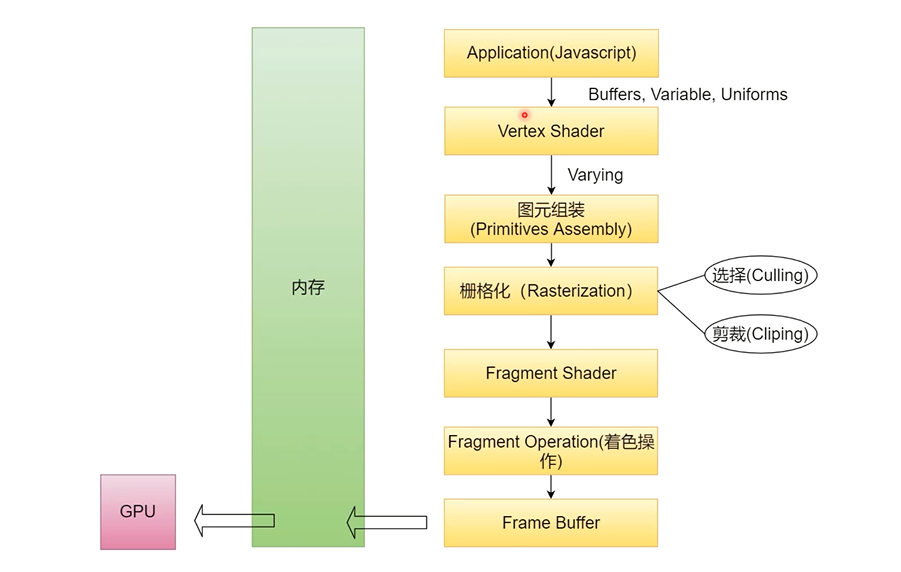 Application(Javascript)
Buffers, Variable, Uniforms
Vertex Shader
Varying
图元组装
(Primitives Assembly)
内存
栅格化（Rasterization）
选择(Culling)
剪裁(Cliping)
Fragment Shader
Fragment Operation(着色操
作)
GPU
Frame Buffer